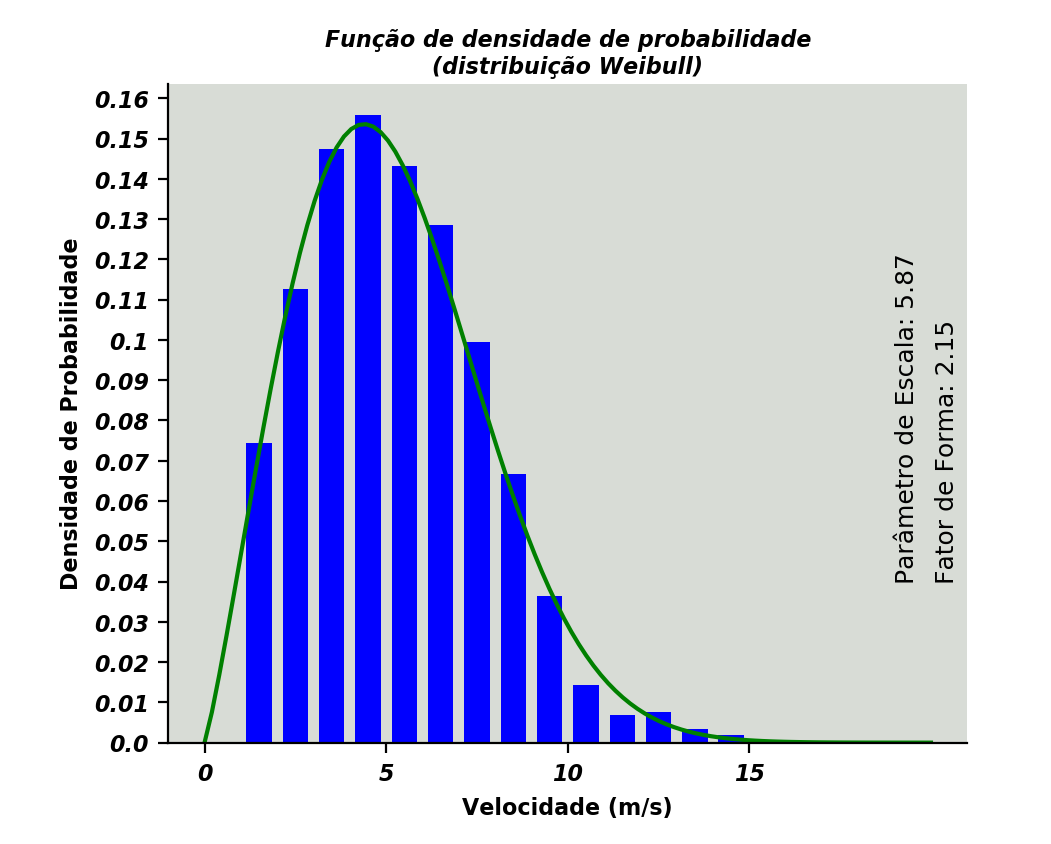 Função de densidade de probabilidade
(distribuição Weibull)
0.16
0.15
0.14
0.13
0.12
0.11
0.1
0.09
0.08
0.07
0.06
0.05
0.04
0.03
0.02
0.01
0.0
Densidade de Probabilidade
0 5 10 15
Velocidade (m/s)
Parâmetro de Escala: 5.87
Fator de Forma: 2.15